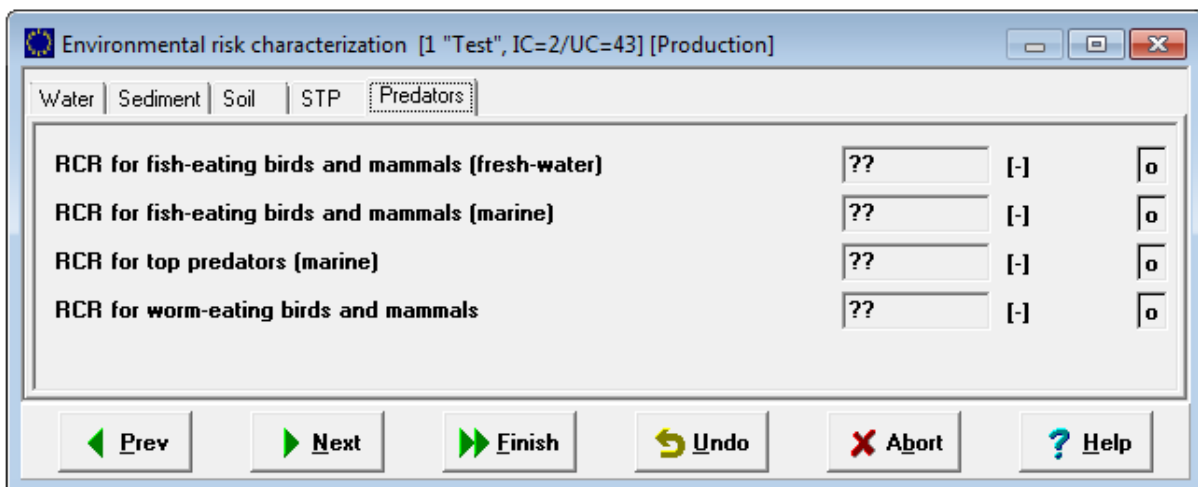 Environmental risk characterization [1 "Test", IC=2/UC=43] [Production]
Water Sediment Soil STP Predators
RCR for fish-eating birds and mammals (fresh-water) ?? [-] o
RCR for fish-eating birds and mammals (marine) ?? [-] o
RCR for top predators (marine) ?? [-] o
RCR for worm-eating birds and mammals ?? [-] o
Prev Next Finish Undo Abort Help